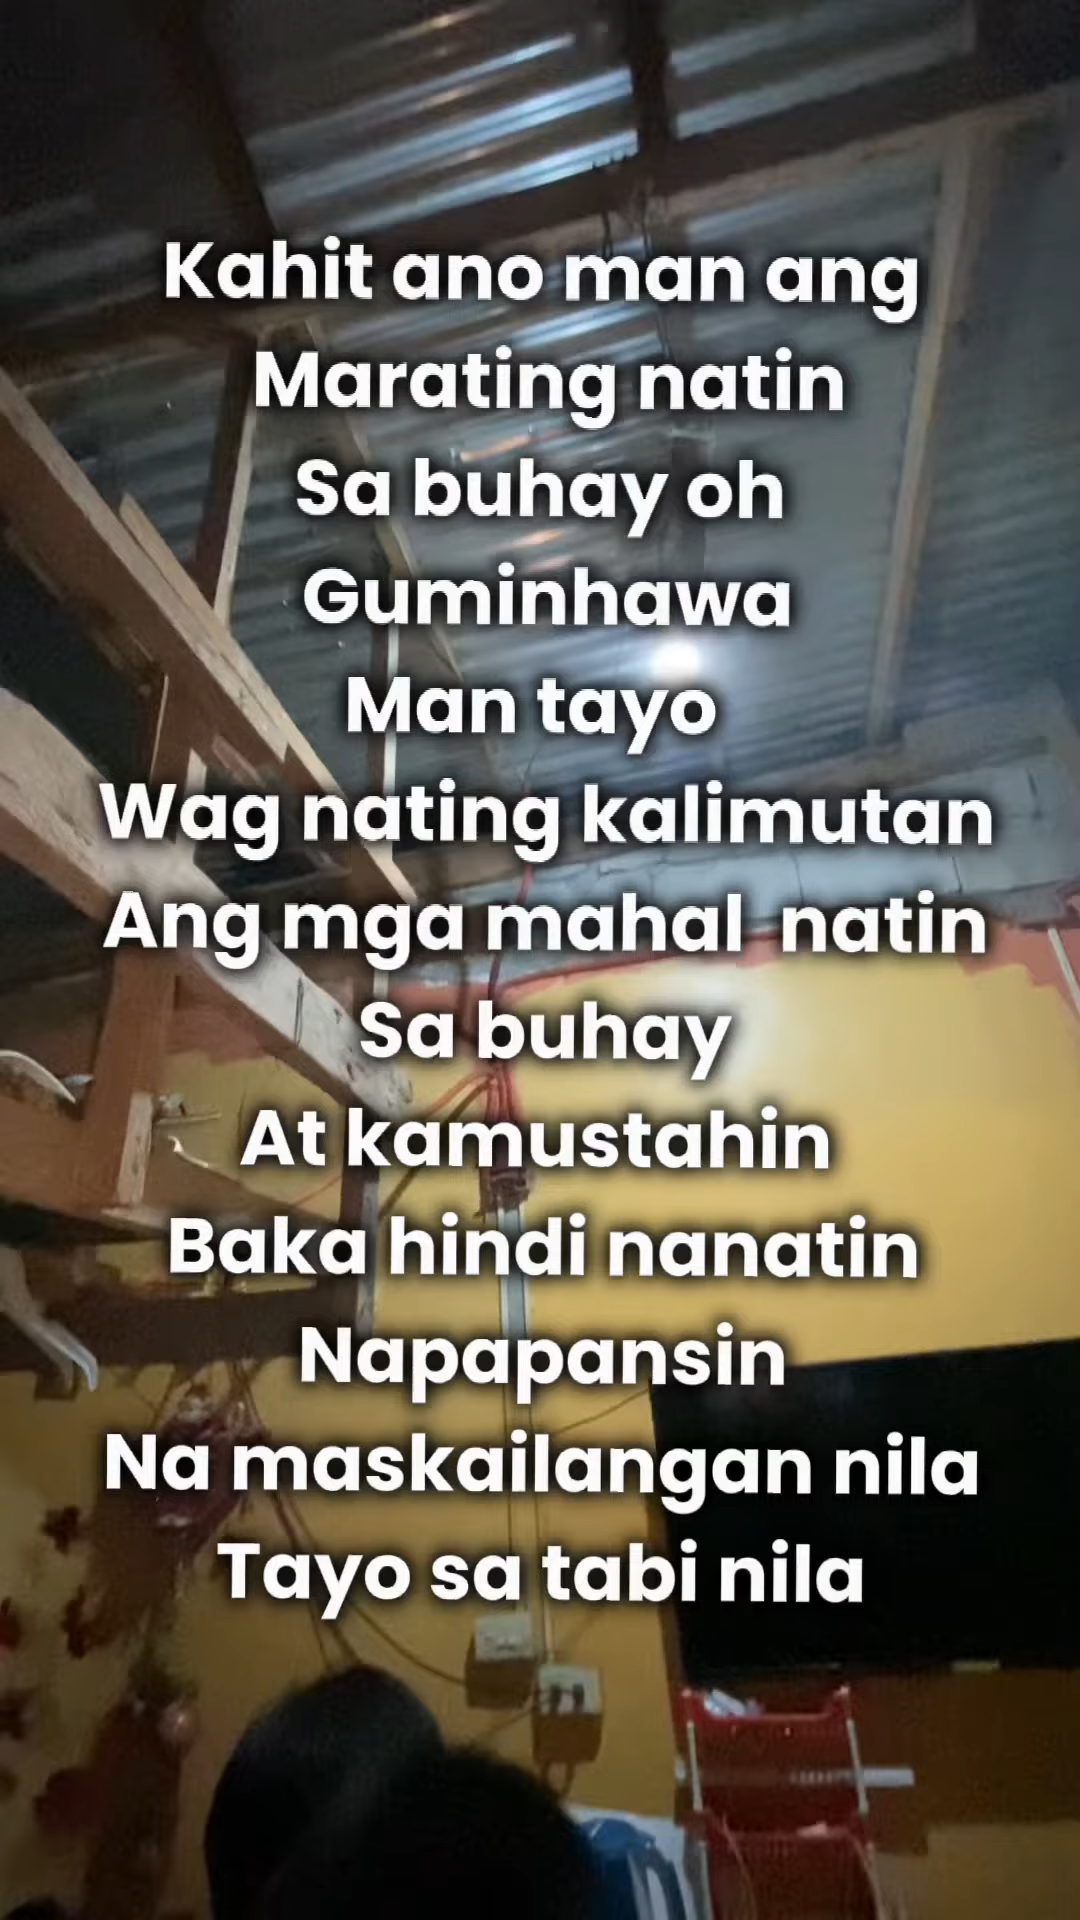 Kahit ano man ang
Marating natin
Sa buhay oh
Guminhawa
Man tayo
Wag nating kalimutan
Ang mga mahal natin
Sa buhay
At kamustahin
Baka hindi nanatin
Napapansin
Na maskailangan nila
Tayo sa tabi nila